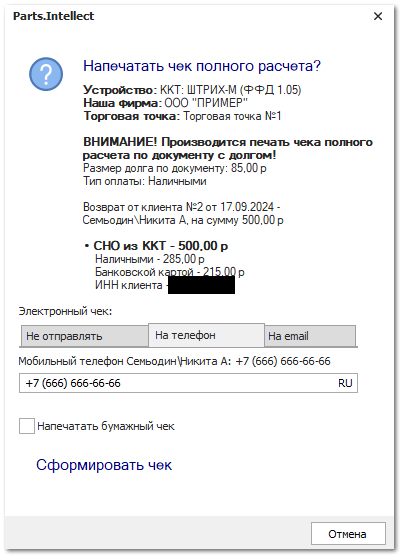 Parts.Intellect
Напечатать чек полного расчета?
Устройство: ККТ: ШТРИХ-М (ФФД 1.05)
Наша фирма: ООО "ПРИМЕР"
Торговая точка: Торговая точка №1
ВНИМАНИЕ! Производится печать чека полного
расчета по документу с долгом!
Размер долга по документу: 85,00 р
Тип оплаты: Наличными
Возврат от клиента №2 от 17.09.2024 -
Семьодин\Никита А, на сумму 500,00 р
• СНО из ККТ - 500,00 р
Наличными - 285,00 р
Банковской картой - 215,00 р
ИНН клиента -
Электронный чек:
Не отправлять
На телефон
На email
Мобильный телефон Семьодин\Никита А: +7 (666) 666-66-66
+7 (666) 666-66-66 RU
Напечатать бумажный чек
Сформировать чек
Отмена